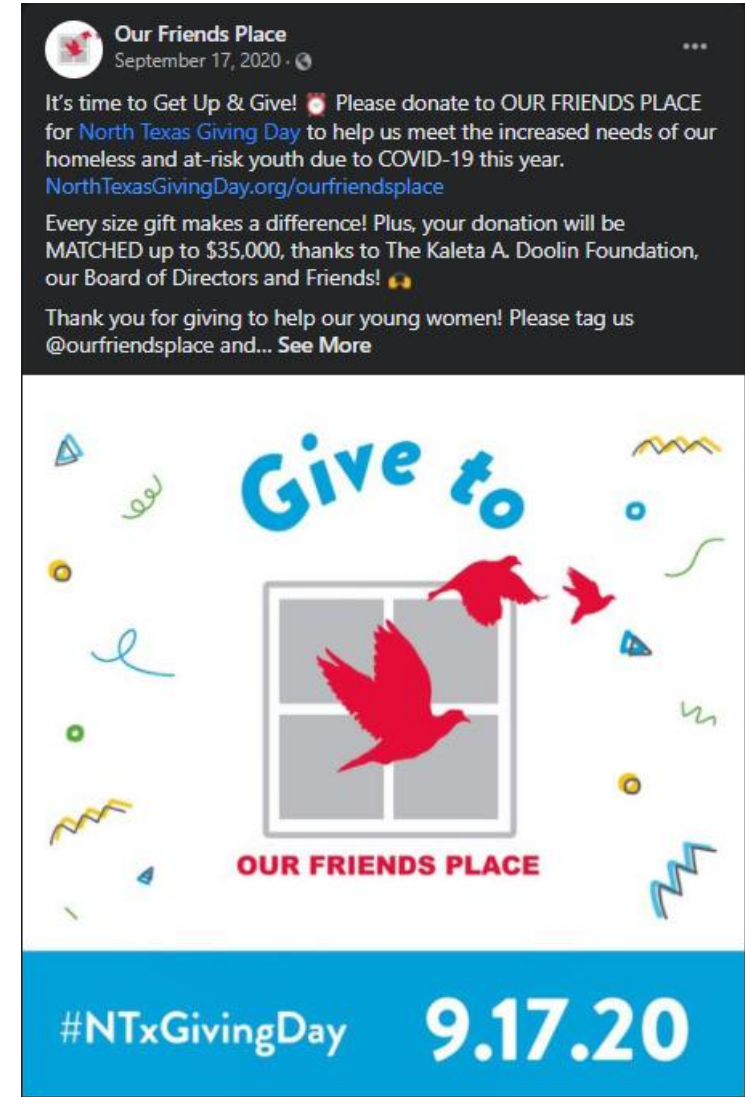 Our Friends Place
September 17, 2020 ·
It's time to Get Up & Give! ⏰ Please donate to OUR FRIENDS PLACE
for North Texas Giving Day to help us meet the increased needs of our
homeless and at-risk youth due to COVID-19 this year.
NorthTexasGivingDay.org/ourfriendsplace
Every size gift makes a difference! Plus, your donation will be
MATCHED up to $35,000, thanks to The Kaleta A. Doolin Foundation,
our Board of Directors and Friends! 🙌
Thank you for giving to help our young women! Please tag us
@ourfriendsplace and... See More
Give to
OUR FRIENDS PLACE
#NTxGivingDay 9.17.20